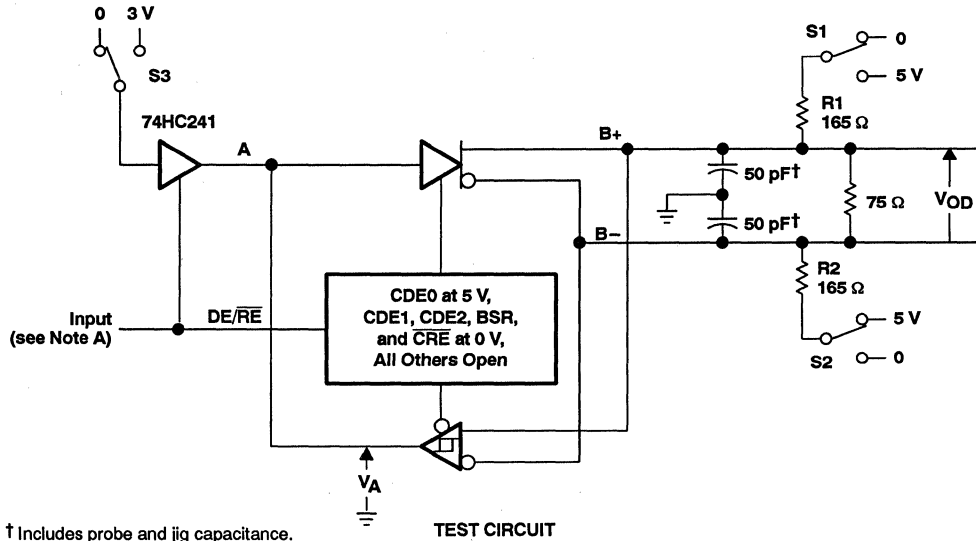 0 3 V
S3
74HC241
A
S1
0
5 V
R1
165 Ω
B+
50 pF†
50 pF†
75 Ω
VOD
B–
R2
165 Ω
5 V
S2
0
Input
(see Note A)
DE/RE
CDE0 at 5 V,
CDE1, CDE2, BSR,
and CRE at 0 V,
All Others Open
VA
† Includes probe and jig capacitance.
TEST CIRCUIT